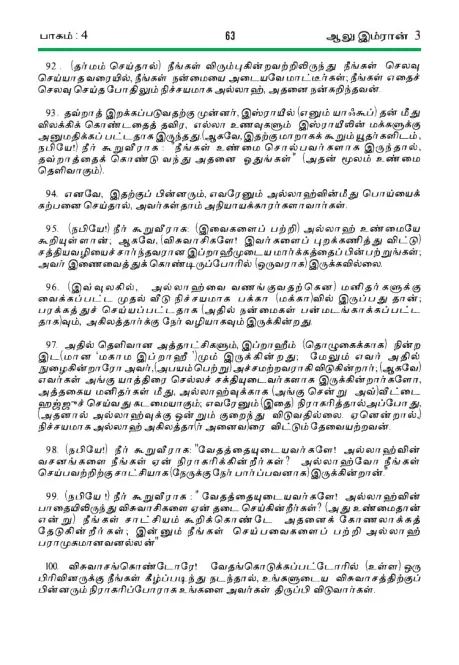 பாகம் : 4 63 ஆலு இம்ரான் 3
92. (தர்மம் செய்தால்) நீங்கள் விரும்புகின்றவற்றிலிருந்து நீங்கள் செலவு
செய்யாதவரையில், நீங்கள் நன்மையை அடையவேமாட்டீர்கள்; நீங்கள் எதைச்
செலவு செய்த போதிலும் நிச்சயமாக அல்லாஹ், அதனை நன்கறிந்தவன்.
93. தவ்றாத் இறக்கப்படுவதற்கு முன்னர், இஸ்ராயீல் (எனும் யாஃகூப்) தன் மீது
விலக்கிக் கொண்டதைத் தவிர, எல்லா உணவுகளும் இஸ்ராயீலின் மக்களுக்கு
அனுமதிக்கப்பட்டதாக இருந்தது (ஆகவே, இதற்கு மாறாகக் கூறும் யூதர்களிடம்,
நபியே!) நீர் கூறுவீராக : "நீங்கள் உண்மை சொல்பவர்களாக இருந்தால்,
தவ்றாத்தைக் கொண்டு வந்து அதனை ஓதுங்கள்" (அதன் மூலம் உண்மை
தெளிவாகும்).
94. எனவே, இதற்குப் பின்னரும், எவரேனும் அல்லாஹ்வின் மீது பொய்யைக்
கற்பனை செய்தால், அவர்கள்தாம் அநியாயக்காரர்களாவார்கள்.
95. (நபியே!) நீர் கூறுவீராக: (இவைகளைப் பற்றி) அல்லாஹ் உண்மையே
கூறியுள்ளான்; ஆகவே, (விசுவாசிகளே! இவர்களைப் புறக்கணித்து விட்டு)
சத்தியவழியைச் சார்ந்தவரான இப்றாஹீமுடைய மார்க்கத்தைப் பின்பற்றுங்கள்;
அவர் இணைவைத்துக் கொண்டிருப்போரில் (ஒருவராக) இருக்கவில்லை.
96. (இவ்வுலகில், அல்லாஹ்வை வணங்குவதற்கென) மனிதர்களுக்கு
வைக்கப்பட்ட முதல் வீடு நிச்சயமாக பக்கா (மக்கா)வில் இருப்பது தான்;
பரக்கத்துச் செய்யப்பட்டதாக (அதில் நன்மைகள் பன்மடங்காக்கப்பட்ட
தாக)வும், அகிலத்தார்க்கு நேர் வழியாகவும் இருக்கின்றது.
97. அதில் தெளிவான அத்தாட்சிகளும், இப்றாஹீம் (தொழுகைக்காக) நின்ற
இட(மான 'மகாம இப்றாஹீ')மும் இருக்கின்றது; மேலும் எவர் அதில்
நுழைகின்றாரோ அவர், (அபயம் பெற்று) அச்சமற்றவராகி விடுகின்றார்; (ஆகவே)
எவர்கள் அங்கு யாத்திரை செல்லச் சக்தியுடைவர்களாக இருக்கின்றார்களோ,
அத்தகைய மனிதர்கள் மீது, அல்லாஹ்வுக்காக (அங்கு சென்று அவ்)வீட்டை
ஹஜ்ஜுச் செய்வது கடமையாகும்; எவரேனும் (இதை) நிராகரித்தால் அப்போது,
(அதனால் அல்லாஹ்வுக்கு ஒன்றும் குறைந்து விடுவதில்லை. ஏனென்றால்,)
நிச்சயமாக அல்லாஹ் அகிலத்தா(ர் அனைவ)ரை விட்டும் தேவையற்றவன்.
98. (நபியே!) நீர் கூறுவீராக: "வேதத்தையுடையவர்களே! அல்லாஹ்வின்
வசனங்களை நீங்கள் ஏன் நிராகரிக்கின்றீர்கள்? அல்லாஹ்வோ நீங்கள்
செய்பவற்றிற்கு சாட்சியாக (நேருக்கு நேர் பார்ப்பவனாக) இருக்கின்றான்."
99. (நபியே !) நீர் கூறுவீராக : " வேதத்தையுடையவர்களே! அல்லாஹ்வின்
பாதையிலிருந்து விசுவாசிகளை ஏன் தடை செய்கின்றீர்கள்? (அது உண்மைதான்
என்று) நீங்கள் சாட்சியம் கூறிக்கொண்டே அதனைக் கோணலாக்கத்
தேடுகின்றீர்கள்; இன்னும் நீங்கள் செய்பவைகளைப் பற்றி அல்லாஹ்
பராமுகமானவனல்லன்"
100. விசுவாசங்கொண்டோரே! வேதங்கொடுக்கப்பட்டோரில் (உள்ள) ஒரு
பிரிவினருக்கு நீங்கள் கீழ்ப்படிந்து நடந்தால், உங்களுடைய விசுவாசத்திற்குப்
பின்னரும் நிராகரிப்போராக உங்களை அவர்கள் திருப்பி விடுவார்கள்.